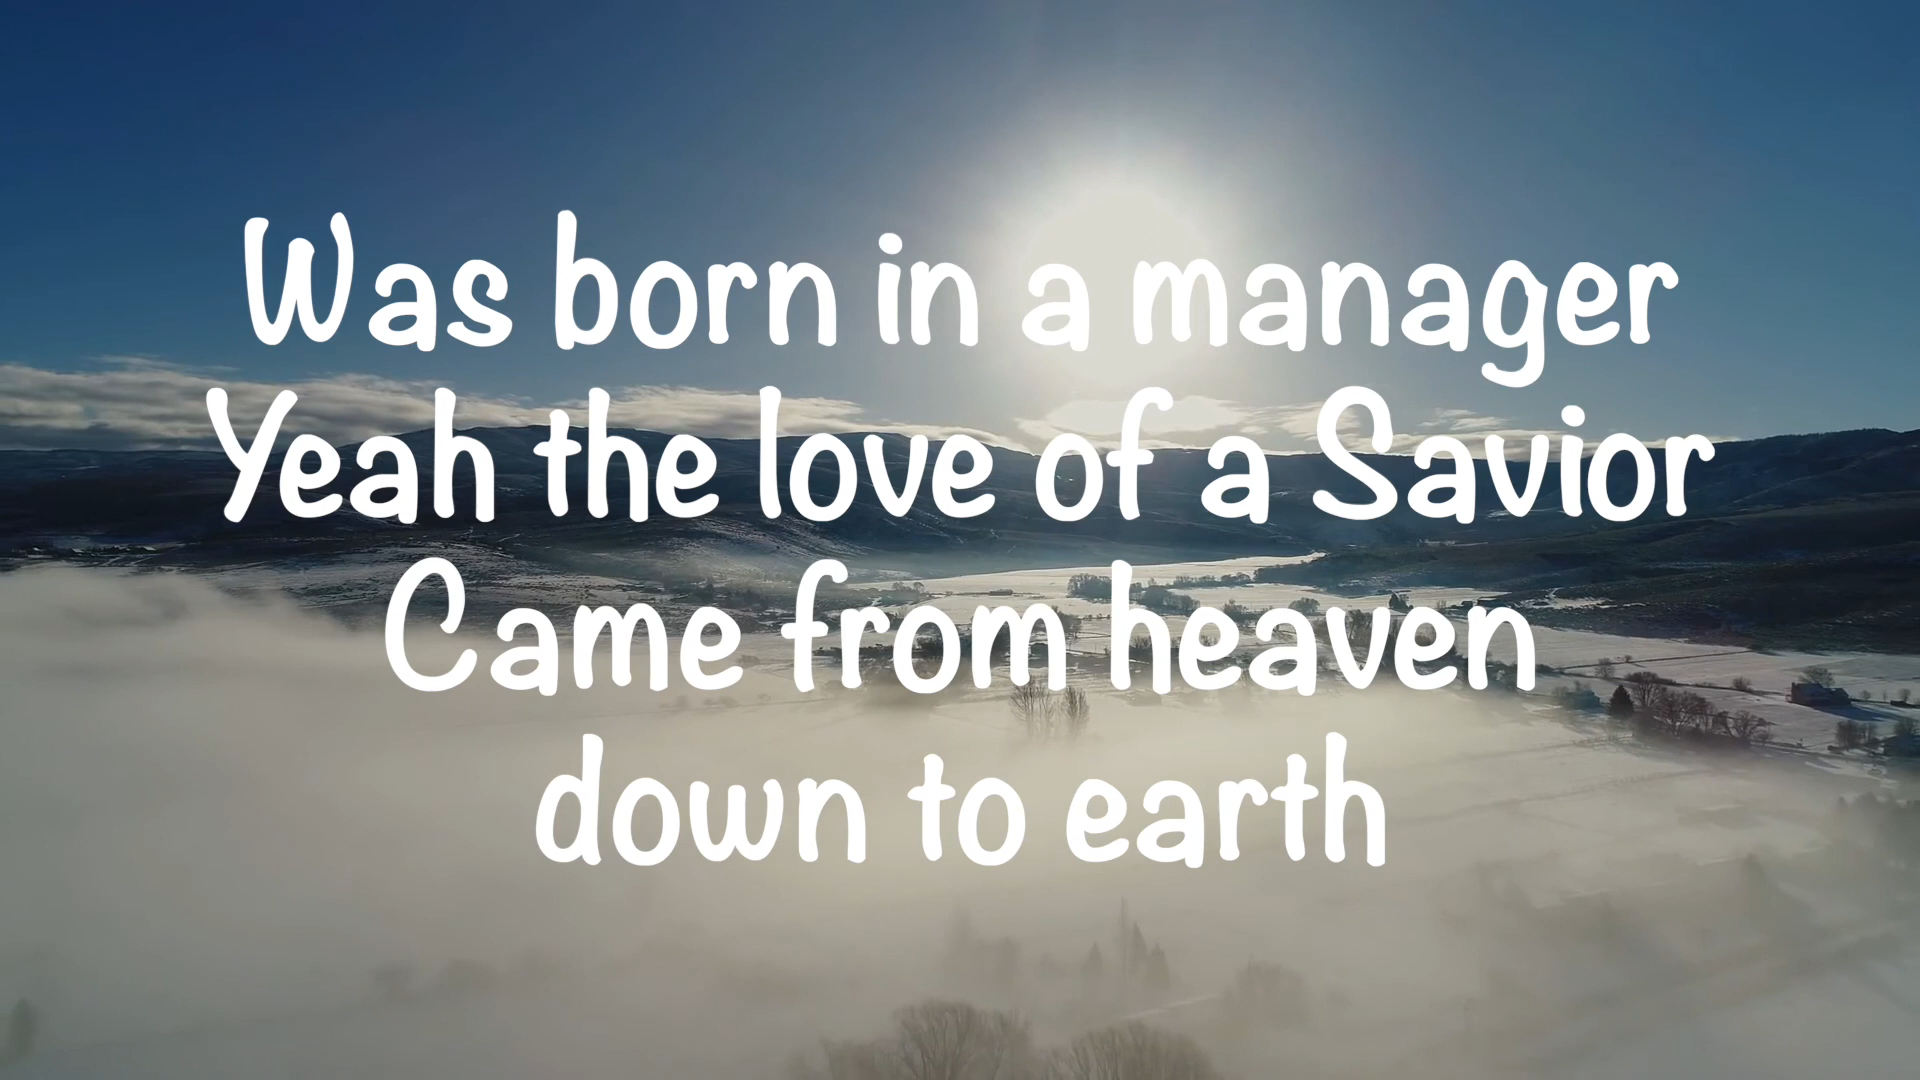 Was born in a manager
Yeah the love of a Savior
Came from heaven
down to earth